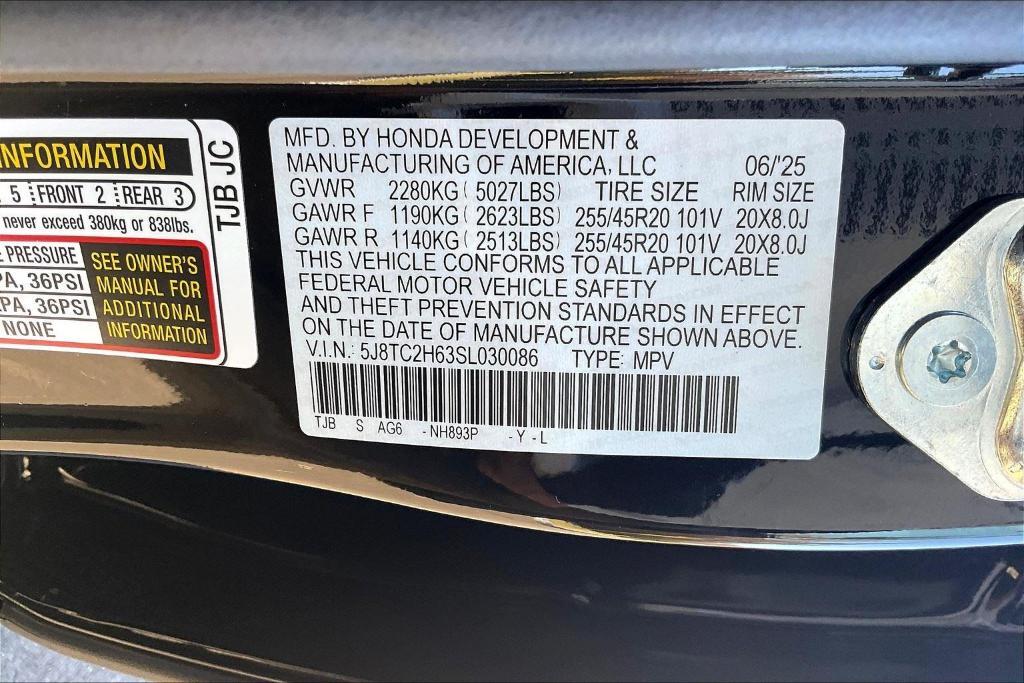 INFORMATION
5 FRONT 2 REAR 3
never exceed 380kg or 838lbs.
PRESSURE
PA, 36PSI
PA, 36PSI
NONE
SEE OWNER'S
MANUAL FOR
ADDITIONAL
INFORMATION
TJB JC
MFD. BY HONDA DEVELOPMENT &
MANUFACTURING OF AMERICA, LLC 06/'25
GVWR 2280KG ( 5027LBS) TIRE SIZE RIM SIZE
GAWR F 1190KG ( 2623LBS) 255/45R20 101V 20X8.0J
GAWR R 1140KG ( 2513LBS) 255/45R20 101V 20X8.0J
THIS VEHICLE CONFORMS TO ALL APPLICABLE
FEDERAL MOTOR VEHICLE SAFETY
AND THEFT PREVENTION STANDARDS IN EFFECT
ON THE DATE OF MANUFACTURE SHOWN ABOVE.
V.I.N.: 5J8TC2H63SL030086 TYPE: MPV
TJB S AG6 -NH893P -Y-L